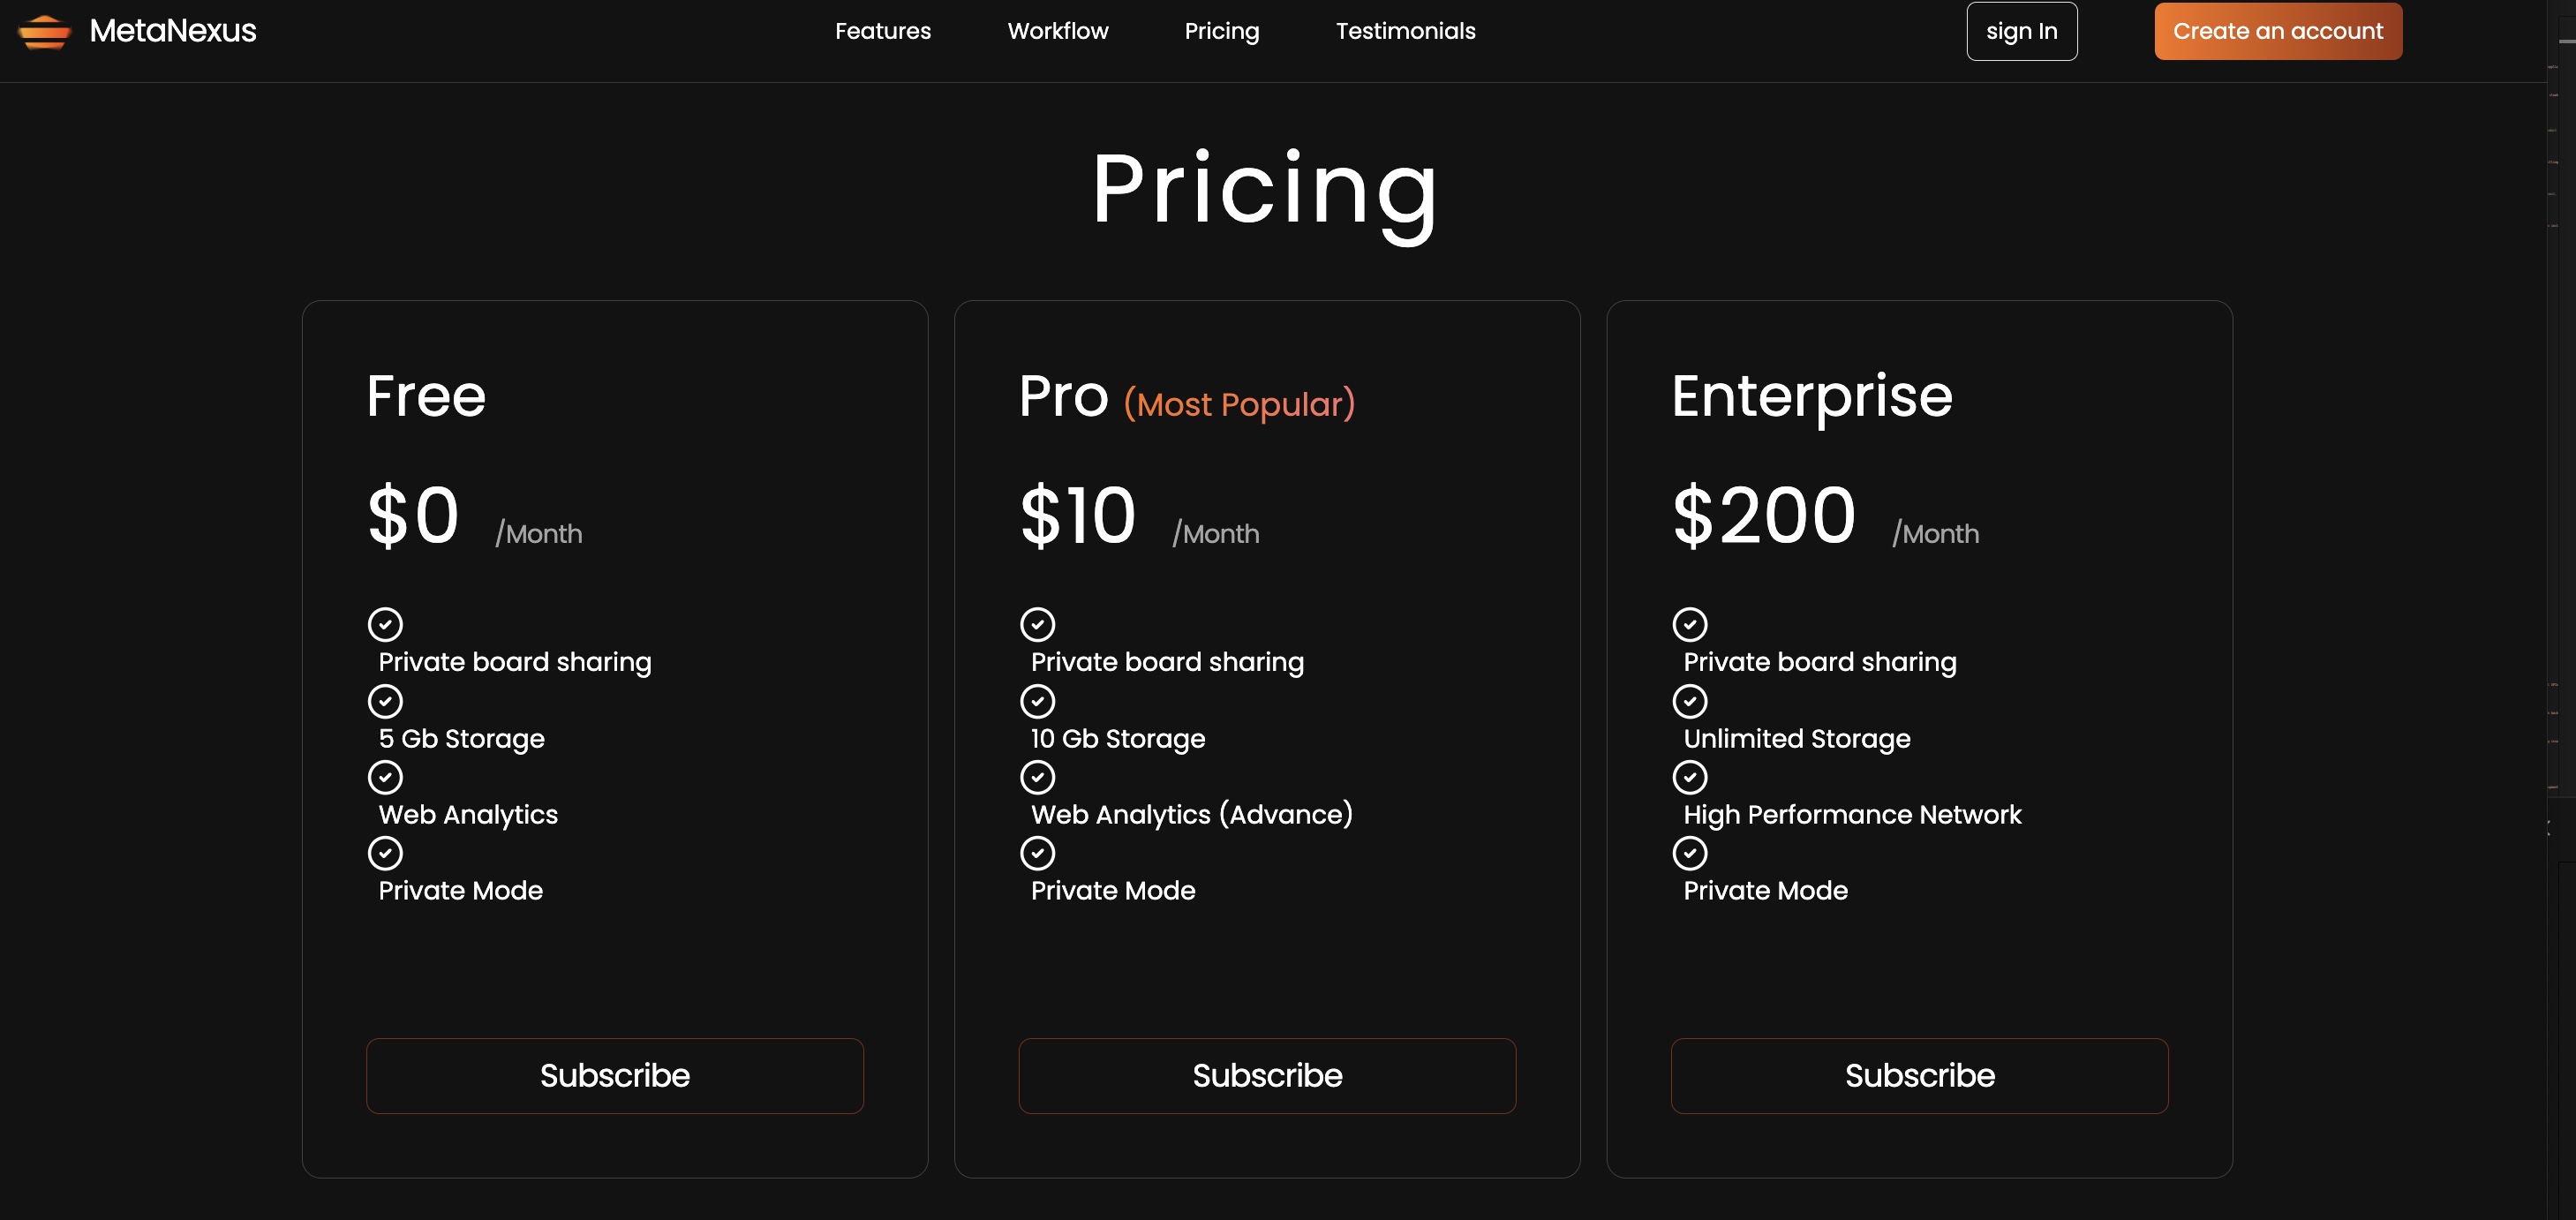 MetaNexus
Features
Workflow
Pricing
Testimonials
sign In
Create an account
Pricing
Free
$0 /Month
Private board sharing
5 Gb Storage
Web Analytics
Private Mode
Subscribe
Pro (Most Popular)
$10 /Month
Private board sharing
10 Gb Storage
Web Analytics (Advance)
Private Mode
Subscribe
Enterprise
$200 /Month
Private board sharing
Unlimited Storage
High Performance Network
Private Mode
Subscribe